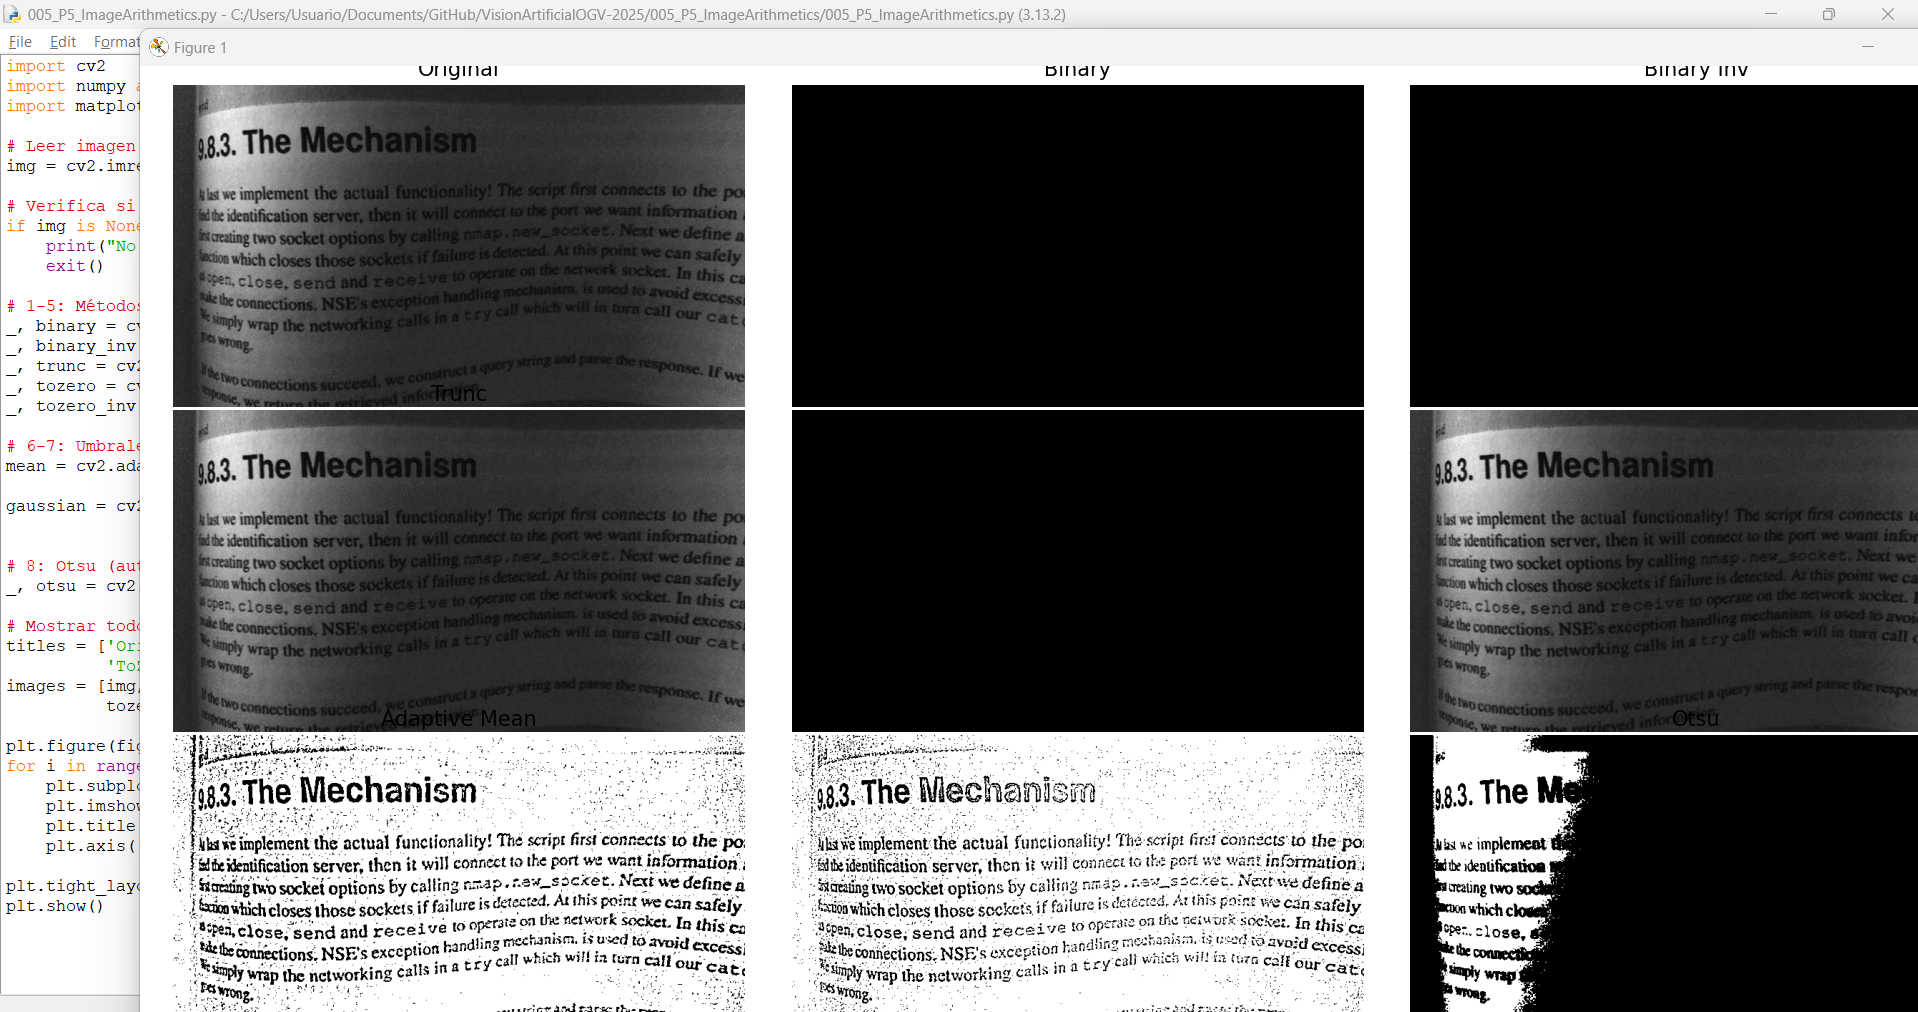 005_P5_ImageArithmetics.py - C:/Users/Usuario/Documents/GitHub/VisionArtificialOGV-2025/005_P5_ImageArithmetics/005_P5_ImageArithmetics.py (3.13.2)
File Edit Format
import cv2
import numpy a
import matplot
# Leer imagen
img = cv2.imre
# Verifica si
if img is None
print("No
exit()
# 1-5: Métodos
_, binary = cv
_, binary_inv
_, trunc = cv2
_, tozero = cv
_, tozero_inv
# 6-7: Umbrale
mean = cv2.ada
gaussian = cv2
# 8: Otsu (aut
_, otsu = cv2
# Mostrar todo
titles = ['Ori
'ToZ
images = [img,
toze
plt.figure(fig
for i in range
plt.subplo
plt.imshow
plt.title
plt.axis(
plt.tight_layo
plt.show()
Figure 1
Original
9.8.3. The Mechanism
At last we implement the actual functionality! The script first connects to the po
find the identification server, then it will connect to the port we want information
first creating two socket options by calling nmap.new_socket. Next we define a
function which closes those sockets if failure is detected. At this point we can safely
open, close, send and receive to operate on the network socket. In this ca
make the connections. NSE's exception handling mechanism. is used to avoid excessi
We simply wrap the networking calls in a try call which will in turn call our catc
goes wrong.
If the two connections succeed, we construct a query string and parse the response. If we
response, we return the retrieved information
Binary
Binary Inv
Trunc
9.8.3. The Mechanism
At last we implement the actual functionality! The script first connects to the po
find the identification server, then it will connect to the port we want information
first creating two socket options by calling nmap.new_socket. Next we define a
function which closes those sockets if failure is detected. At this point we can safely
open, close, send and receive to operate on the network socket. In this ca
make the connections. NSE's exception handling mechanism. is used to avoid excessi
We simply wrap the networking calls in a try call which will in turn call our catc
goes wrong.
If the two connections succeed, we construct a query string and parse the response. If we
response, we return the retrieved
9.8.3. The Mechanism
At last we implement the actual functionality! The script first connects t
find the identification server, then it will connect to the port we want infor
first creating two socket options by calling nmap.new_socket. Next we
function which closes those sockets if failure is detected. At this point we ca
open, close, send and receive to operate on the network socket. I
make the connections. NSE's exception handling mechanism. is used to avoi
We simply wrap the networking calls in a try call which will in turn call
goes wrong.
If the two connections succeed, we construct a query string and parse the respon
response, we return the retrieved information
Adaptive Mean
9.8.3. The Mechanism
At last we implement the actual functionality! The script first connects to the po
find the identification server, then it will connect to the port we want information
first creating two socket options by calling nmap.new_socket. Next we define a
function which closes those sockets if failure is detected. At this point we can safely
open, close, send and receive to operate on the network socket. In this ca
make the connections. NSE's exception handling mechanism. is used to avoid excessi
We simply wrap the networking calls in a try call which will in turn call our catc
goes wrong.
9.8.3. The Mechanism
At last we implement the actual functionality! The script first connects to the po
find the identification server, then it will connect to the port we want information
first creating two socket options by calling nmap.new_socket. Next we define a
function which closes those sockets if failure is detected. At this point we can safely
open, close, send and receive to operate on the network socket. In this ca
make the connections. NSE's exception handling mechanism. is used to avoid excessi
We simply wrap the networking calls in a try call which will in turn call our catc
goes wrong.
Otsu
9.8.3. The Me
At last we implement th
find the identification
first creating two socke
function which closes
open, close, s
make the connectio
We simply wrap
goes wrong.